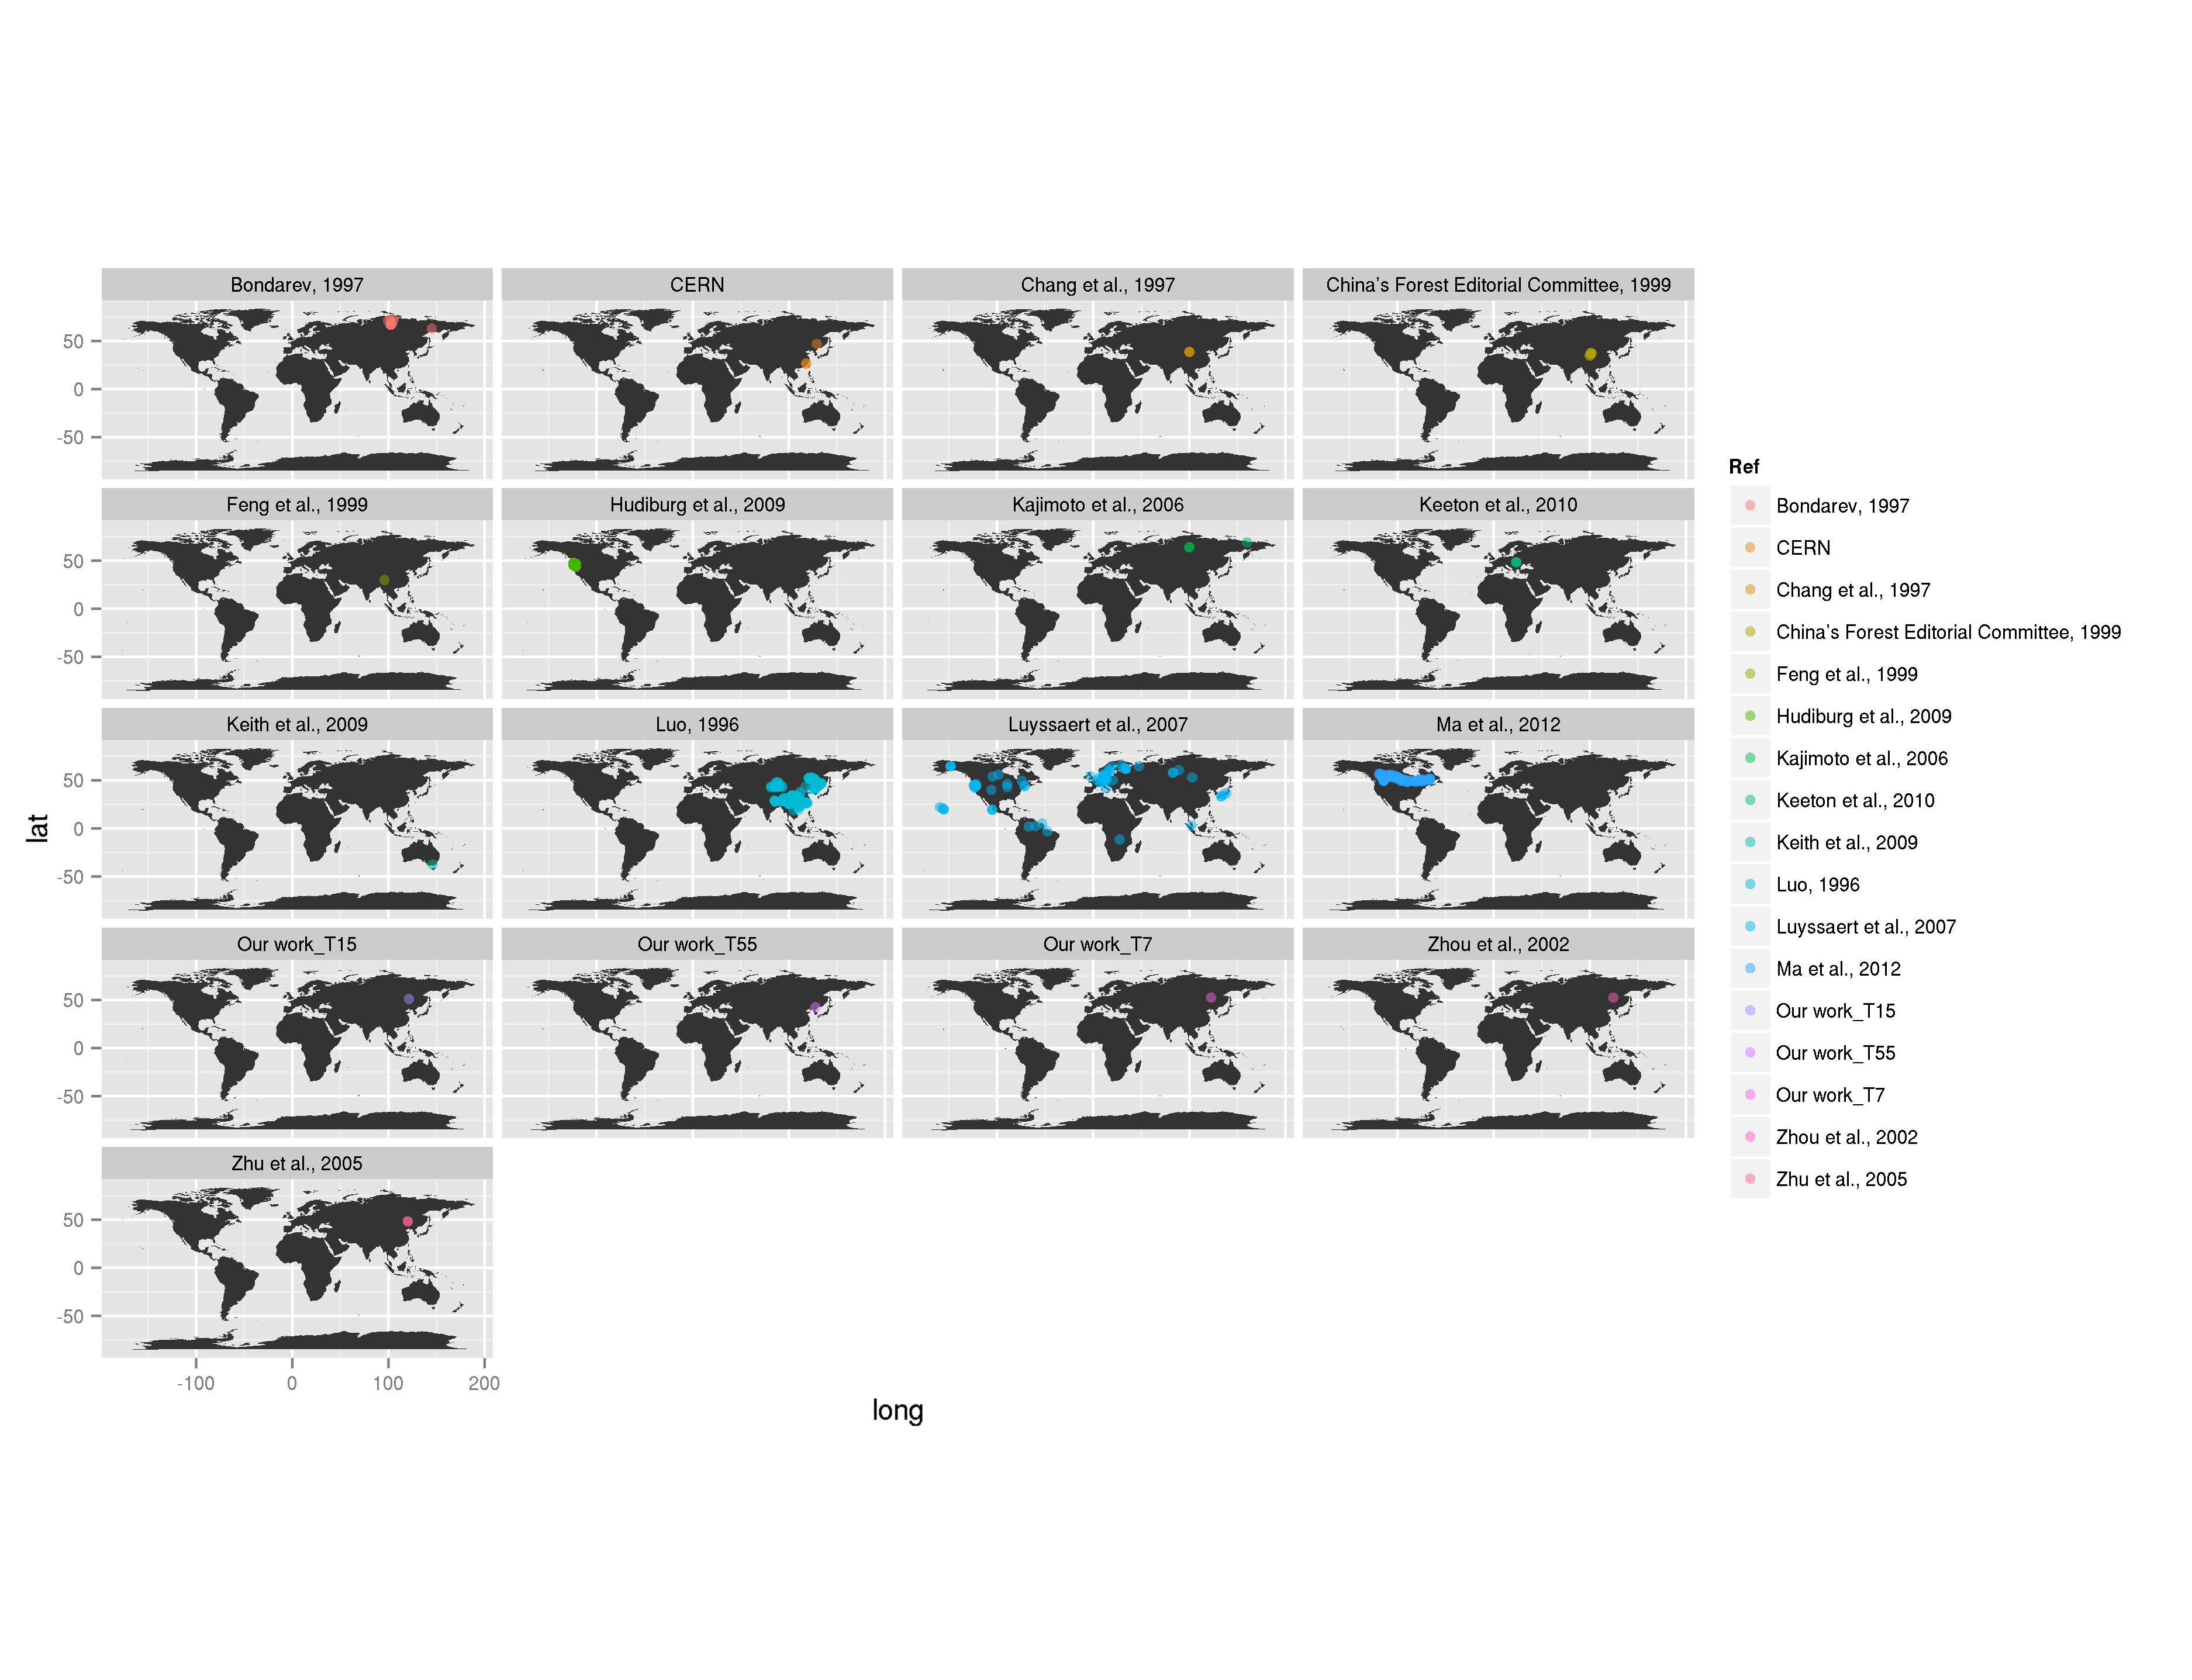 Bondarev, 1997
CERN
Chang et al., 1997
China's Forest Editorial Committee, 1999
50
0
-50
Feng et al., 1999
Hudiburg et al., 2009
Kajimoto et al., 2006
Keeton et al., 2010
50
0
-50
Keith et al., 2009
Luo, 1996
Luyssaert et al., 2007
Ma et al., 2012
50
0
-50
lat
Our work_T15
Our work_T55
Our work_T7
Zhou et al., 2002
50
0
-50
Zhu et al., 2005
50
0
-50
-100
0
100
200
long
Ref
Bondarev, 1997
CERN
Chang et al., 1997
China's Forest Editorial Committee, 1999
Feng et al., 1999
Hudiburg et al., 2009
Kajimoto et al., 2006
Keeton et al., 2010
Keith et al., 2009
Luo, 1996
Luyssaert et al., 2007
Ma et al., 2012
Our work_T15
Our work_T55
Our work_T7
Zhou et al., 2002
Zhu et al., 2005